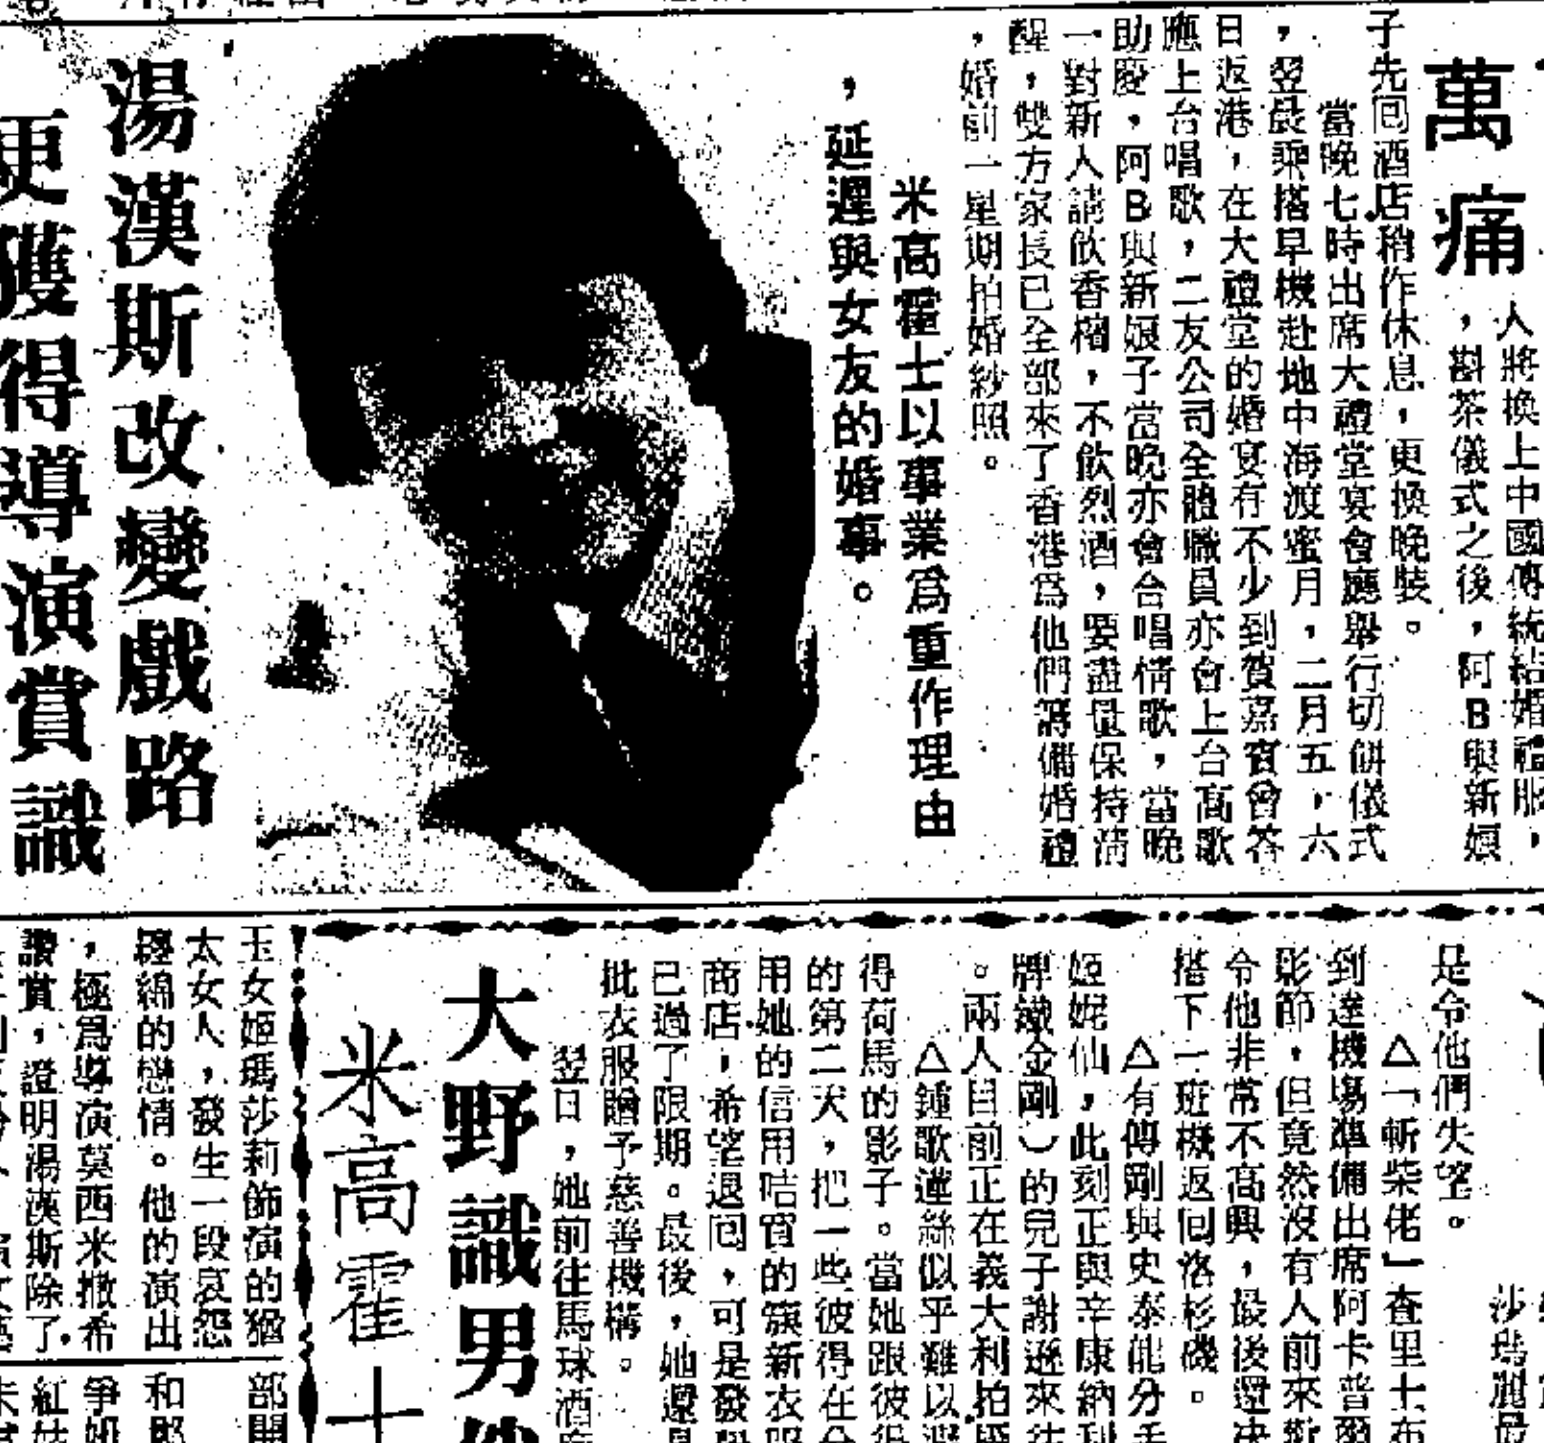 萬痛
人將換上中國傳統結婚禮服，
，斟茶儀式之後，阿B與新娘
子先回酒店稍作休息，更換晚裝。
當晚七時出席大禮堂宴會廳舉行切餅儀式
，翌晨乘搭早機赴地中海渡蜜月，二月五，六
日返港，在大禮堂的婚宴有不少到賀嘉賓會答
應上台唱歌，二友公司全體職員亦會上台高歌
助慶，阿B與新娘子當晚亦會合唱情歌，當晚
一對新人請飲香檳，不飲烈酒，要盡量保持清
醒，雙方家長已全部來了香港為他們籌備婚禮
，婚前一星期拍婚紗照。
米高霍士以事業為重作理由
，延遲與女友的婚事。
湯漢斯改變戲路
更獲得導演賞識
是令他們失望。
△「斬柴佬」查里士布
到達機場準備出席阿卡普爾
影節，但竟然沒有人前來
令他非常不高興，最後還決
搭下一班機返回洛杉磯。
△有傳剛與史泰龍分手
姬妮仙，此刻正與辛康納利
牌鐵金剛）的兒子謝遜來往
。兩人目前正在義大利拍
△鍾歌連絲似乎難以
得荷馬的影子。當她跟彼得
的第二天，把一些彼得在
用她的信用咭買的簇新衣服
商店，希望退回，可是發
已過了限期。最後，她還是
批衣服贈予慈善機構。
翌日，她前往馬球酒
大野識男
米高霍士
玉女姬瑪莎莉飾演的猶
太女人，發生一段哀怨
纏綿的戀情。他的演出
，極為導演莫西米撒希
讚賞，證明湯漢斯除了
部開
和郡
爭妞
紅姑
莎瑪麗最